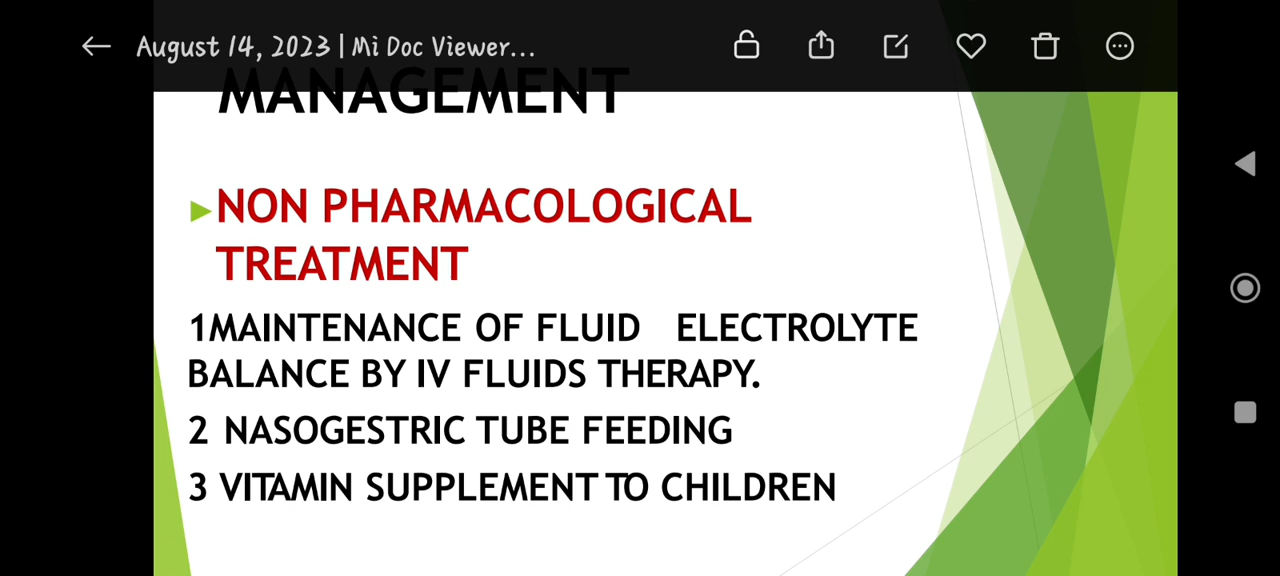 August 14, 2023 | Mi Doc Viewer...
MANAGEMENT
NON PHARMACOLOGICAL
TREATMENT
1MAINTENANCE OF FLUID ELECTROLYTE
BALANCE BY IV FLUIDS THERAPY.
2 NASOGESTRIC TUBE FEEDING
3 VITAMIN SUPPLEMENT TO CHILDREN